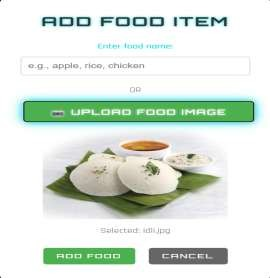 ADD FOOD ITEM
Enter food name:
e.g., apple, rice, chicken
OR
UPLOAD FOOD IMAGE
Selected: idli.jpg
ADD FOOD
CANCEL